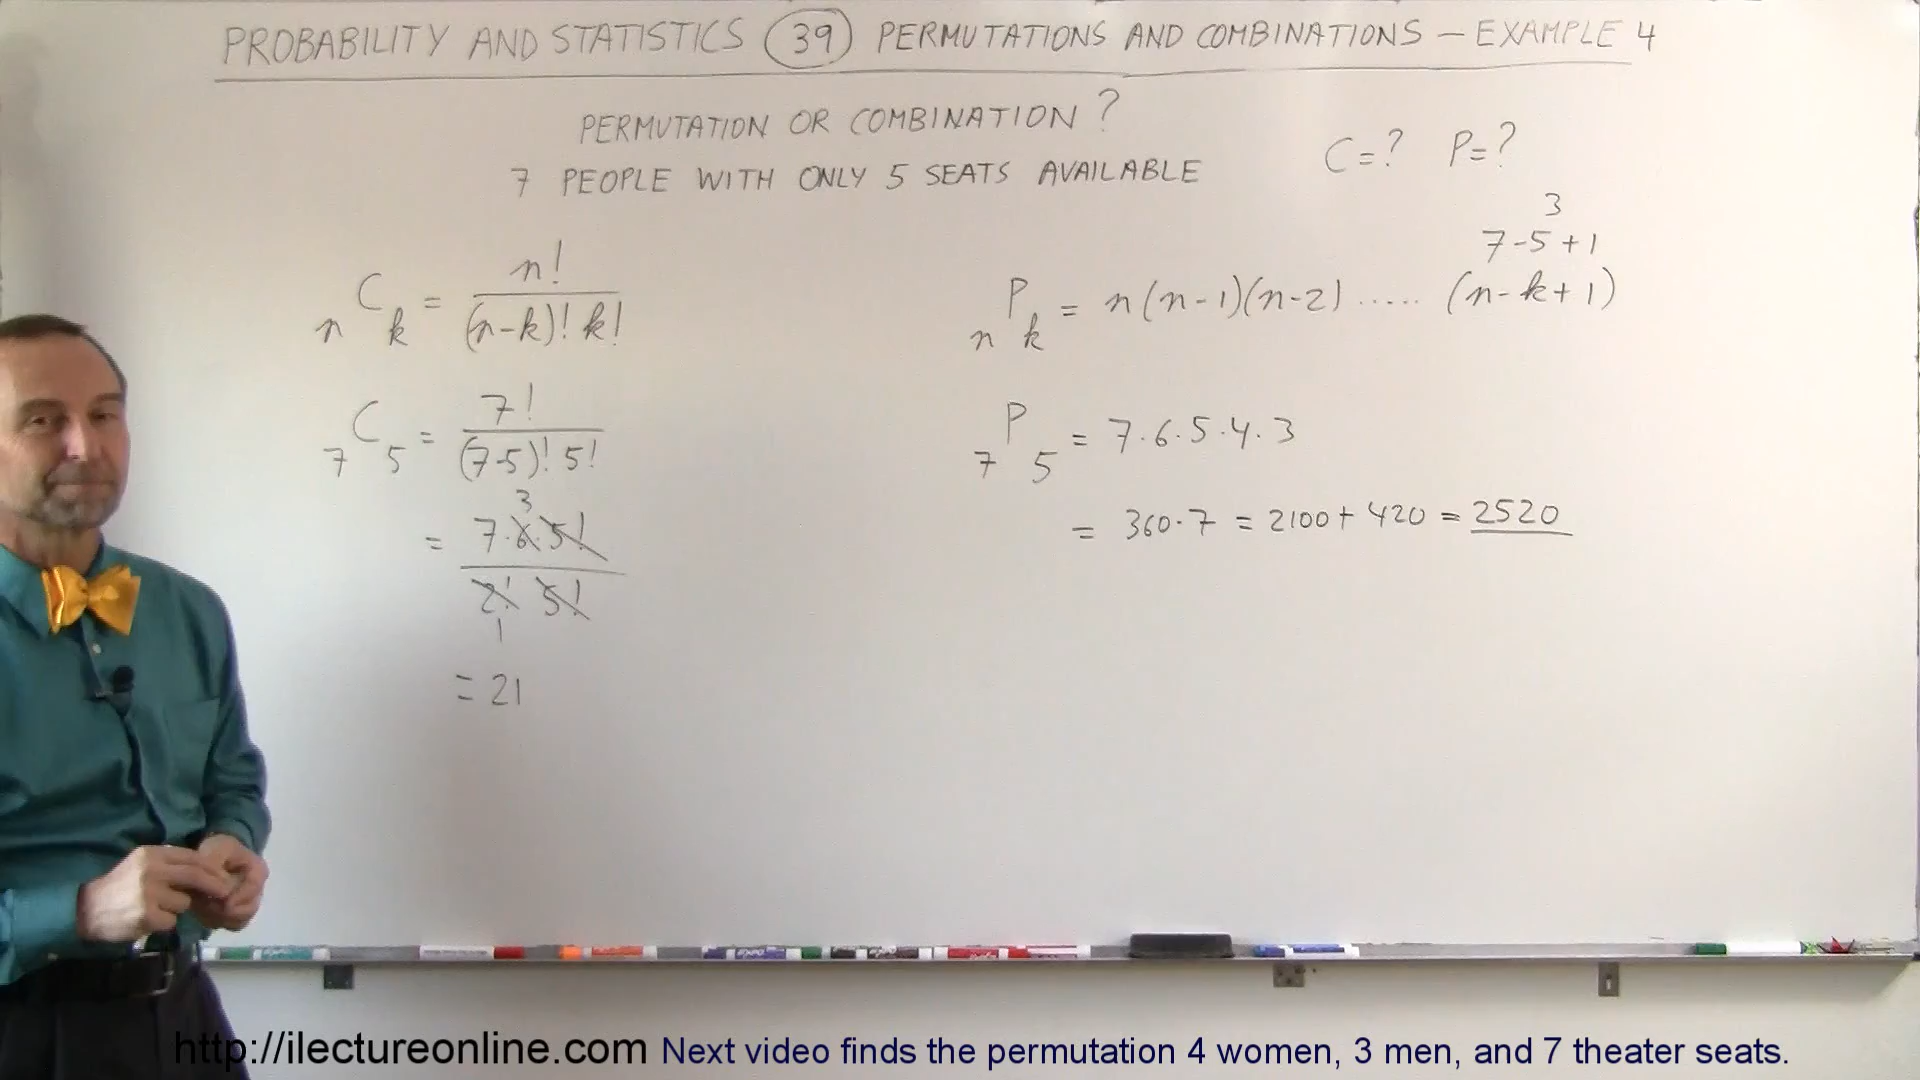 PROBABILITY AND STATISTICS 39 PERMUTATIONS AND COMBINATIONS — EXAMPLE 4
PERMUTATION OR COMBINATION?
7 PEOPLE WITH ONLY 5 SEATS AVAILABLE
C=? P=?
nCk = n! / (n-k)! k!
7C5 = 7! / (7-5)! 5!
3
= 7·6·5! / 2! 5!
1
= 21
3
7-5+1
nPk = n(n-1)(n-2).....(n-k+1)
7P5 = 7·6·5·4·3
= 360·7 = 2100+420 = 2520
http://ilectureonline.com Next video finds the permutation 4 women, 3 men, and 7 theater seats.